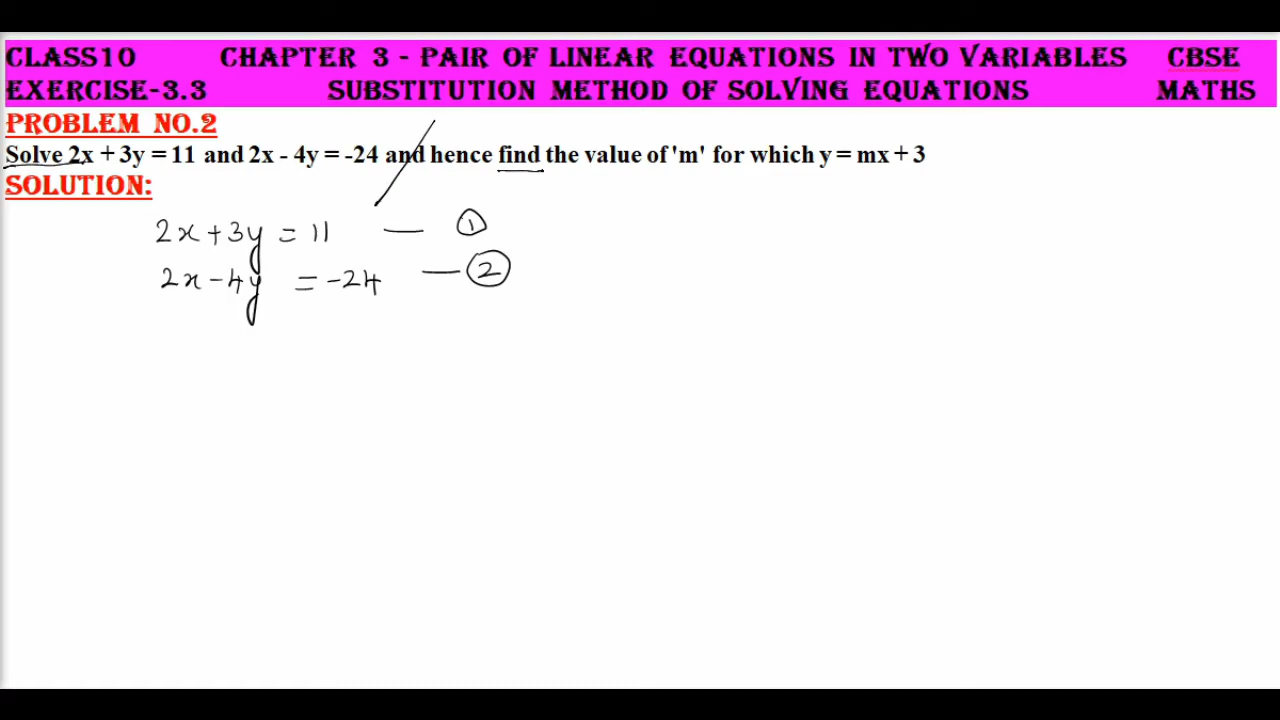 CLASS10 CHAPTER 3 - PAIR OF LINEAR EQUATIONS IN TWO VARIABLES CBSE
EXERCISE-3.3 SUBSTITUTION METHOD OF SOLVING EQUATIONS MATHS
PROBLEM NO.2
Solve 2x + 3y = 11 and 2x - 4y = -24 and hence find the value of 'm' for which y = mx + 3
SOLUTION:
2x + 3y = 11 — ①
2x - 4y = -24 — ②